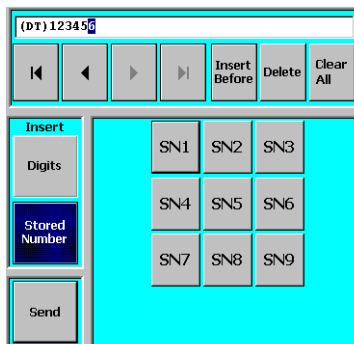 (DT)123456
Insert Before
Delete
Clear All
Insert
Digits
Stored Number
Send
SN1 SN2 SN3
SN4 SN5 SN6
SN7 SN8 SN9